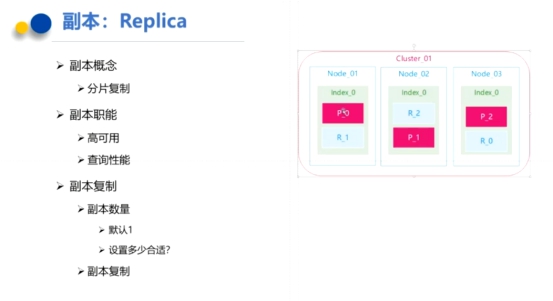 副本：Replica
副本概念
分片复制
副本职能
高可用
查询性能
副本复制
副本数量
默认1
设置多少合适?
副本复制
Cluster_01
Node_01
Node_02
Node_03
Index_0
Index_0
Index_0
P_0
R_2
P_2
R_1
P_1
R_0